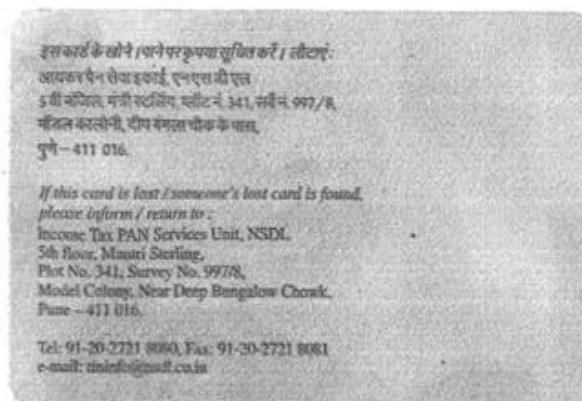 इस कार्ड के खोने / पाने पर कृपया सूचित करें / लौटाएं:
आयकर पैन सेवा इकाई, एन एस डी एल
5 वीं मंजिल, मंत्री स्टर्लिंग, प्लॉट नं. 341, सर्वे नं. 997/8,
मॉडल कालोनी, दीप बंगला चौक के पास,
पुणे – 411 016.
If this card is lost / someone's lost card is found,
please inform / return to :
Income Tax PAN Services Unit, NSDL
5th floor, Mantri Sterling,
Plot No. 341, Survey No. 997/8,
Model Colony, Near Deep Bungalow Chowk,
Pune – 411 016.
Tel: 91-20-2721 8080, Fax: 91-20-2721 8081
e-mail: tininfo@nsdl.co.in